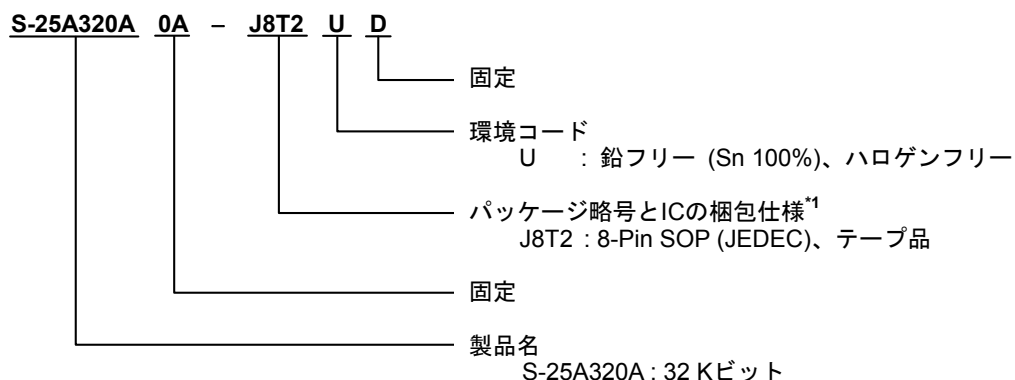 S-25A320A 0A – J8T2 U D
固定
環境コード
U : 鉛フリー (Sn 100%)、ハロゲンフリー
パッケージ略号とICの梱包仕様*1
J8T2 : 8-Pin SOP (JEDEC)、テープ品
固定
製品名
S-25A320A : 32 Kビット